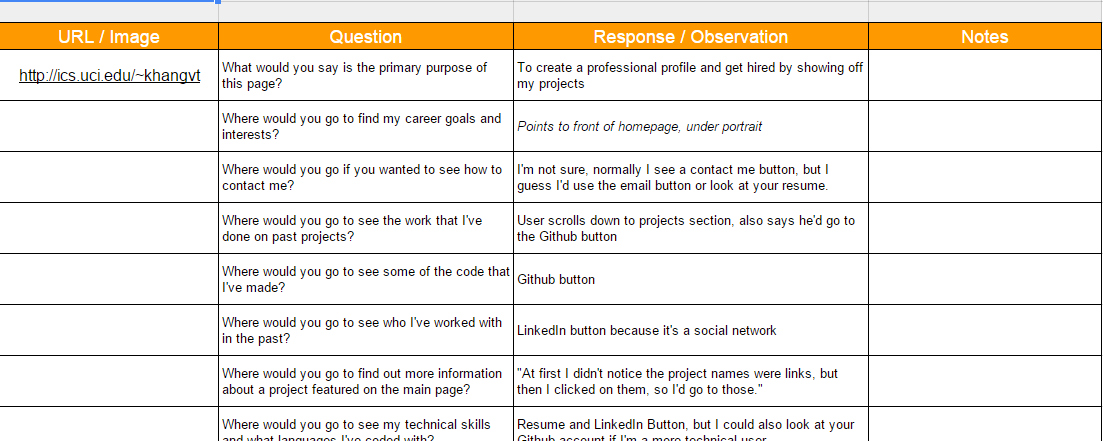 URL / Image Question Response / Observation Notes
http://ics.uci.edu/~khangvt
What would you say is the primary purpose of
this page?
To create a professional profile and get hired by showing off
my projects
Where would you go to find my career goals and
interests?
Points to front of homepage, under portrait
Where would you go if you wanted to see how to
contact me?
I'm not sure, normally I see a contact me button, but I
guess I'd use the email button or look at your resume.
Where would you go to see the work that I've
done on past projects?
User scrolls down to projects section, also says he'd go to
the Github button
Where would you go to see some of the code that
I've made?
Github button
Where would you go to see who I've worked with
in the past?
LinkedIn button because it's a social network
Where would you go to find out more information
about a project featured on the main page?
"At first I didn't notice the project names were links, but
then I clicked on them, so I'd go to those."
Where would you go to see my technical skills
and what languages I've coded with?
Resume and LinkedIn Button, but I could also look at your
Github account if I'm a more technical user